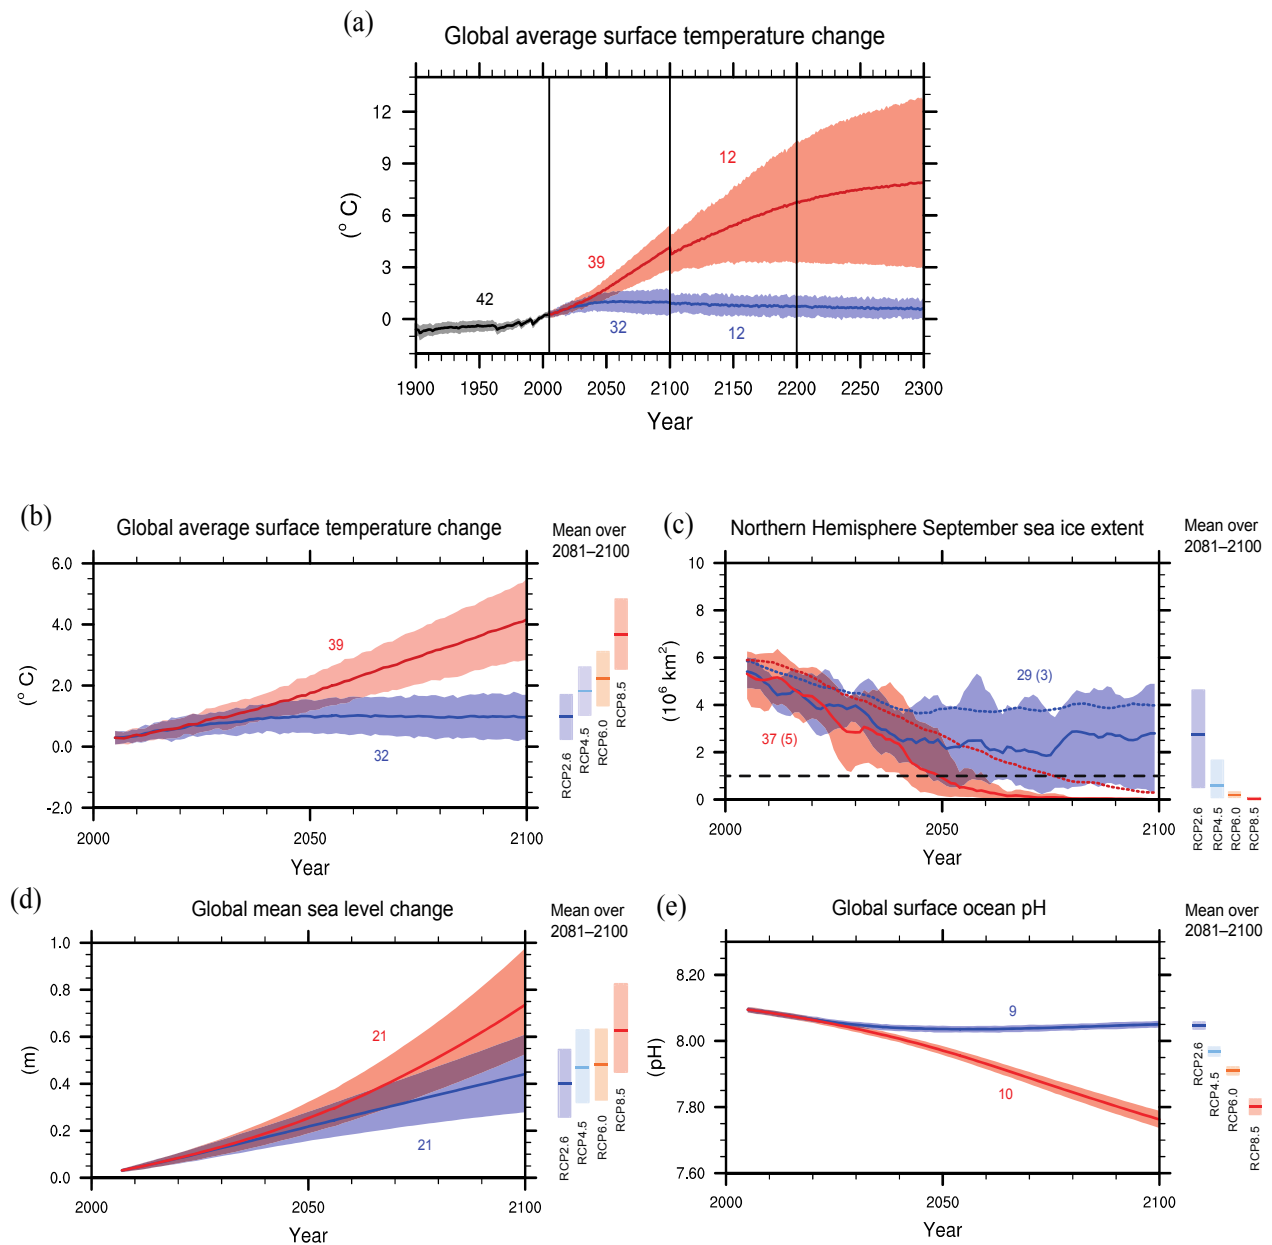 (a)
Global average surface temperature change
12
9
6
3
0
(° C)
42
39
32
12
12
1900 1950 2000 2050 2100 2150 2200 2250 2300
Year
(b)
Global average surface temperature change
Mean over
2081–2100
6.0
4.0
2.0
0.0
-2.0
(° C)
39
32
2000 2050 2100
Year
RCP2.6
RCP4.5
RCP6.0
RCP8.5
(c)
Northern Hemisphere September sea ice extent
Mean over
2081–2100
10
8
6
4
2
0
(10⁶ km²)
29 (3)
37 (5)
2000 2050 2100
Year
RCP2.6
RCP4.5
RCP6.0
RCP8.5
(d)
Global mean sea level change
Mean over
2081–2100
1.0
0.8
0.6
0.4
0.2
0.0
(m)
21
21
2000 2050 2100
Year
RCP2.6
RCP4.5
RCP6.0
RCP8.5
(e)
Global surface ocean pH
Mean over
2081–2100
8.20
8.00
7.80
7.60
(pH)
9
10
2000 2050 2100
Year
RCP2.6
RCP4.5
RCP6.0
RCP8.5